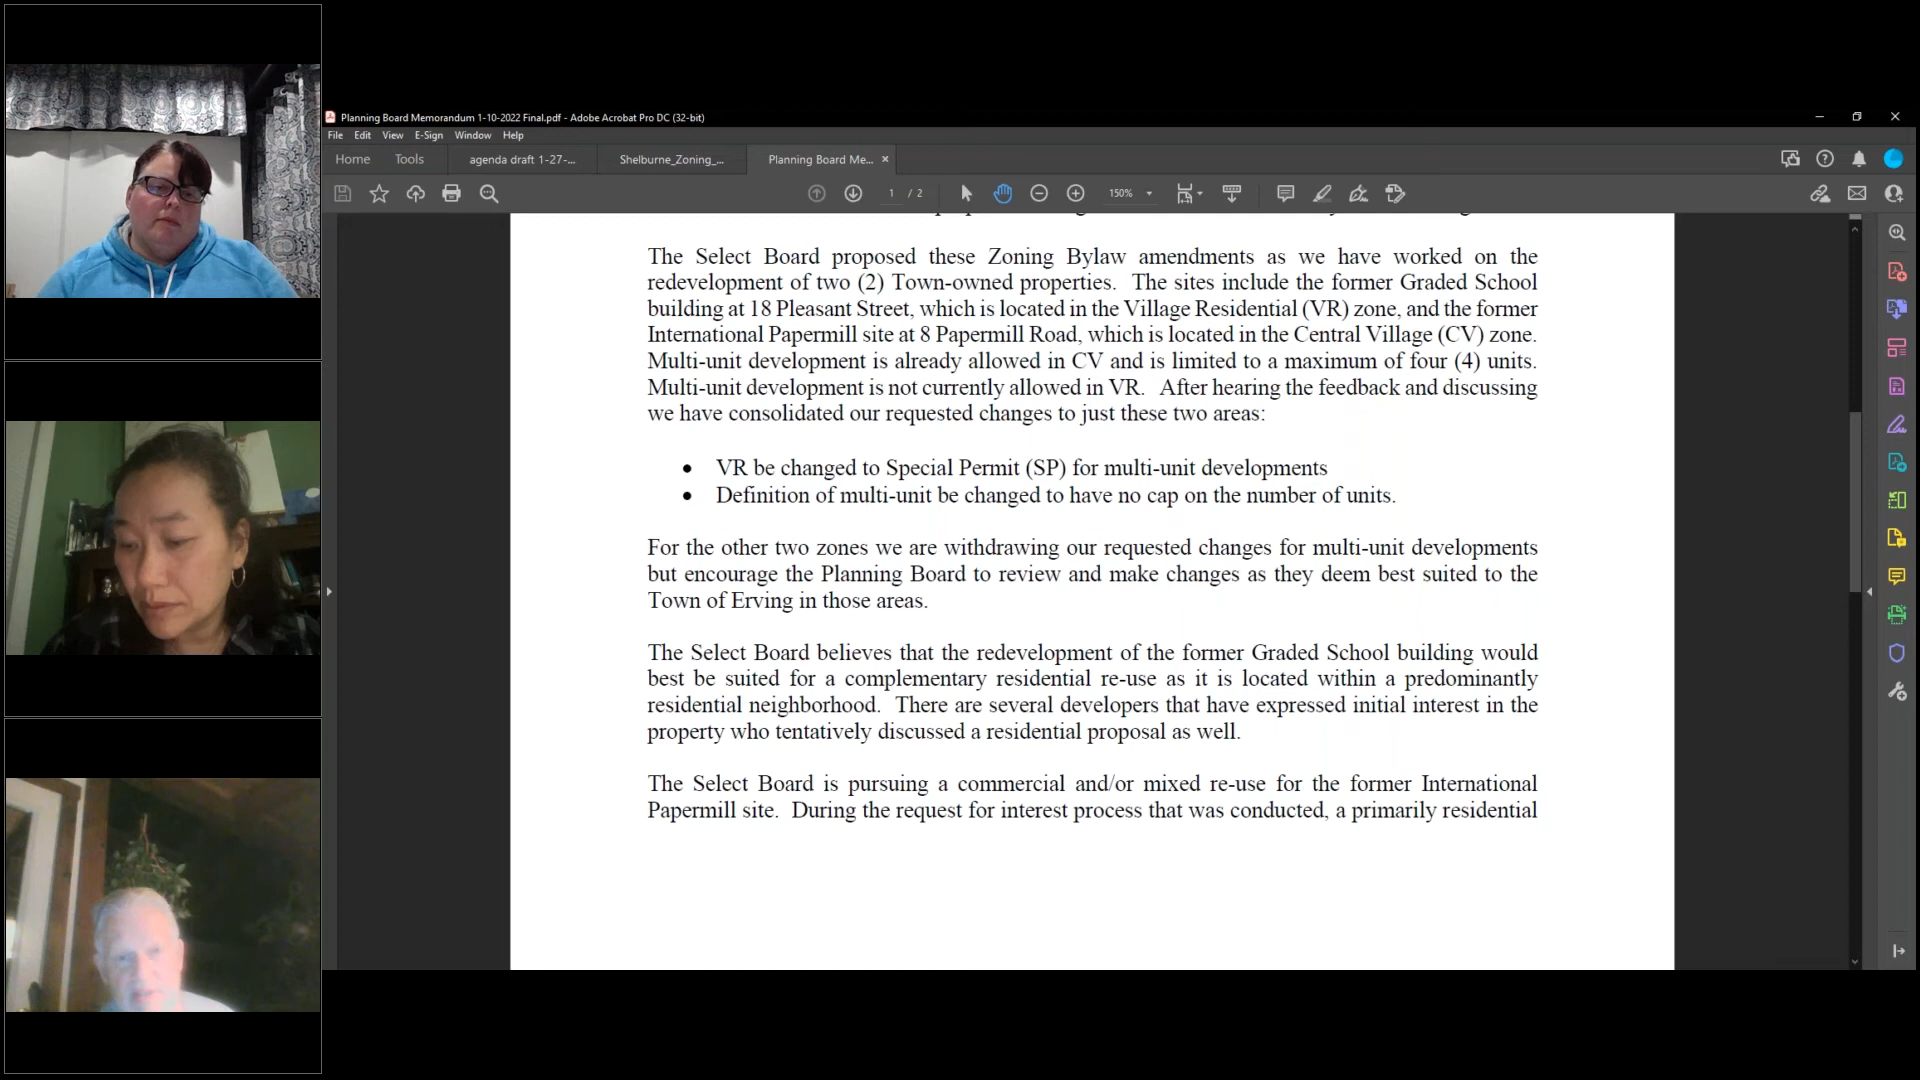 Planning Board Memorandum 1-10-2022 Final.pdf - Adobe Acrobat Pro DC (32-bit)
File Edit View E-Sign Window Help
Home Tools agenda draft 1-27-... Shelburne_Zoning_... Planning Board Me...
1 / 2 150%
The Select Board proposed these Zoning Bylaw amendments as we have worked on the
redevelopment of two (2) Town-owned properties. The sites include the former Graded School
building at 18 Pleasant Street, which is located in the Village Residential (VR) zone, and the former
International Papermill site at 8 Papermill Road, which is located in the Central Village (CV) zone.
Multi-unit development is already allowed in CV and is limited to a maximum of four (4) units.
Multi-unit development is not currently allowed in VR. After hearing the feedback and discussing
we have consolidated our requested changes to just these two areas:
• VR be changed to Special Permit (SP) for multi-unit developments
• Definition of multi-unit be changed to have no cap on the number of units.
For the other two zones we are withdrawing our requested changes for multi-unit developments
but encourage the Planning Board to review and make changes as they deem best suited to the
Town of Erving in those areas.
The Select Board believes that the redevelopment of the former Graded School building would
best be suited for a complementary residential re-use as it is located within a predominantly
residential neighborhood. There are several developers that have expressed initial interest in the
property who tentatively discussed a residential proposal as well.
The Select Board is pursuing a commercial and/or mixed re-use for the former International
Papermill site. During the request for interest process that was conducted, a primarily residential